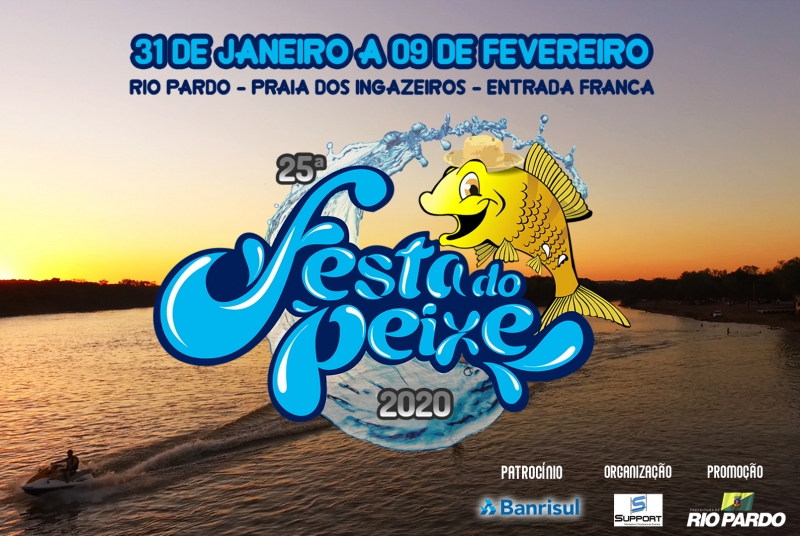 31 DE JANEIRO A 09 DE FEVEREIRO
RIO PARDO - PRAIA DOS INGAZEIROS - ENTRADA FRANCA
25ª
Festa do
Peixe
2020
PATROCÍNIO
ORGANIZAÇÃO
PROMOÇÃO
Banrisul
SUPPORT
RIO PARDO